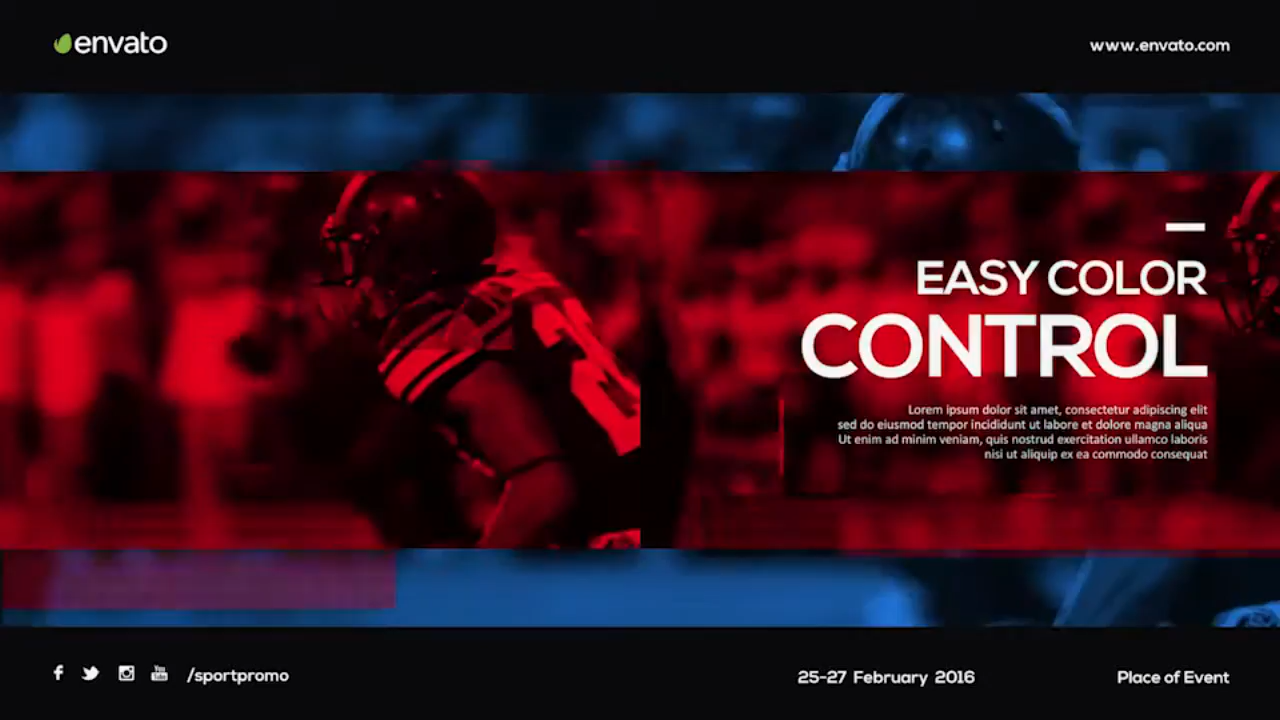 envato
www.envato.com
EASY COLOR
CONTROL
Lorem ipsum dolor sit amet, consectetur adipiscing elit
sed do eiusmod tempor incididunt ut labore et dolore magna aliqua
Ut enim ad minim veniam, quis nostrud exercitation ullamco laboris
nisi ut aliquip ex ea commodo consequat
You
/sportpromo
25-27 February 2016
Place of Event